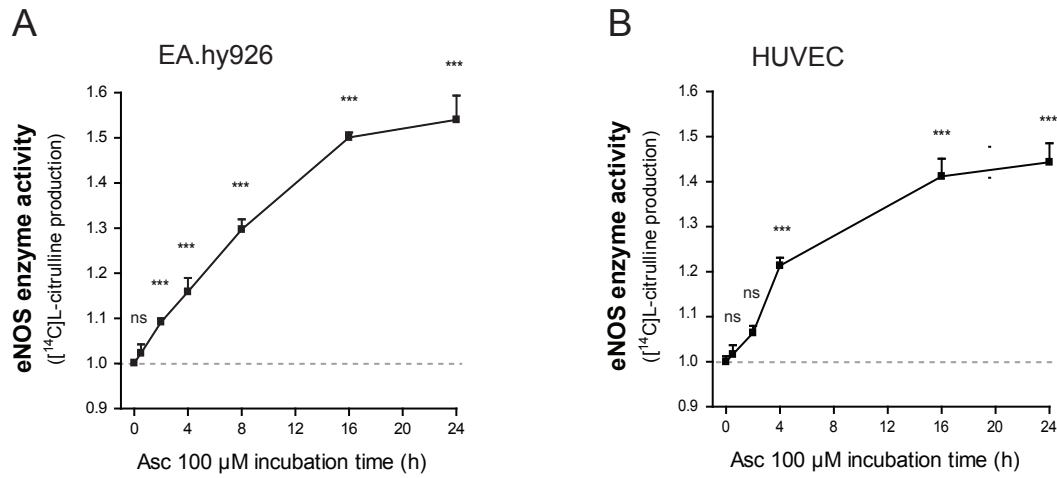 A
EA.hy926
eNOS enzyme activity
([¹⁴C]L-citrulline production)
1.6
1.5
1.4
1.3
1.2
1.1
1.0
0.9
ns
***
***
***
***
***
0 4 8 12 16 20 24
Asc 100 µM incubation time (h)
B
HUVEC
eNOS enzyme activity
([¹⁴C]L-citrulline production)
1.6
1.5
1.4
1.3
1.2
1.1
1.0
0.9
ns
ns
***
***
***
0 4 8 12 16 20 24
Asc 100 µM incubation time (h)